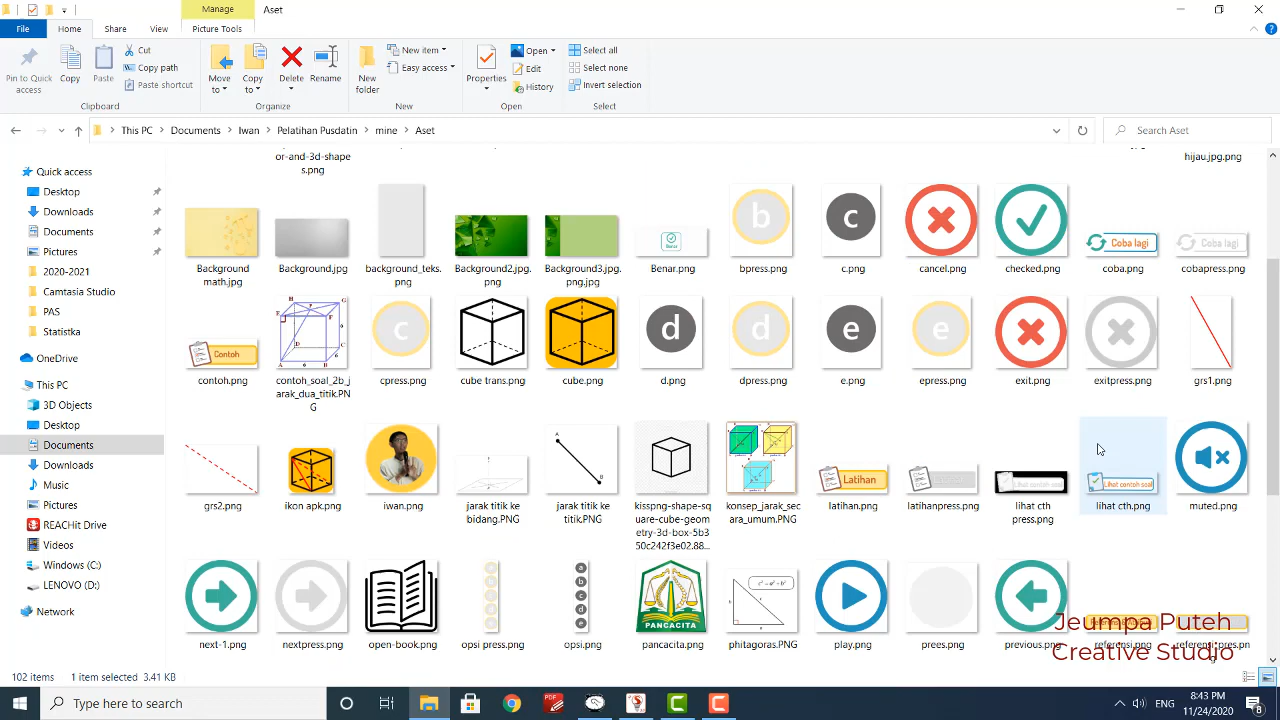 Manage
Aset
File
Home
Share
View
Picture Tools
Pin to Quick access
Copy
Paste
Cut
Copy path
Paste shortcut
Clipboard
Move to
Copy to
Delete
Rename
Organize
New folder
New item
Easy access
New
Properties
Open
Edit
History
Open
Select all
Select none
Invert selection
Select
This PC
Documents
Iwan
Pelatihan Pusdatin
mine
Aset
Search Aset
Quick access
Desktop
Downloads
Documents
Pictures
2020-2021
Camtasia Studio
PAS
Statistka
OneDrive
This PC
3D Objects
Desktop
Documents
Downloads
Music
Pictures
REACHit Drive
Videos
Windows (C:)
LENOVO (D:)
Network
or-and-3d-shape
s.png
hijau.jpg.png
Benar
b
c
Coba lagi
Coba lagi
Background
math.jpg
Background.jpg
background_teks.
png
Background2.jpg.
png
Background3.jpg.
png.jpg
Benar.png
bpress.png
c.png
cancel.png
checked.png
coba.png
cobapress.png
Contoh
c
d
d
e
e
contoh.png
contoh_soal_2b_j
arak_dua_titik.PN
G
cpress.png
cube trans.png
cube.png
d.png
dpress.png
e.png
epress.png
exit.png
exitpress.png
grs1.png
Latihan
Lihat contoh soal
grs2.png
ikon apk.png
iwan.png
jarak titik ke
bidang.PNG
jarak titik ke
titik.PNG
kisspng-shape-sq
uare-cube-geome
try-3d-box-5b3
50c242f3e02.88...
konsep_jarak_sec
ara_umum.PNG
latihan.png
latihanpress.png
lihat cth
press.png
lihat cth.png
muted.png
a
b
c
d
e
PANCACITA
next-1.png
nextpress.png
open-book.png
opsi press.png
opsi.png
pancacita.png
phitagoras.PNG
play.png
prees.png
previous.png
referensi.png
referensi pres.pn
g
Jeumpa Puteh
Creative Studio
102 items
1 item selected
3.41 KB
Type here to search
ENG
8:43 PM
11/24/2020